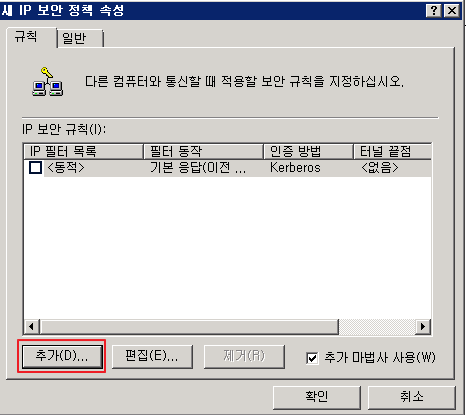 새 IP 보안 정책 속성
규칙 일반
다른 컴퓨터와 통신할 때 적용할 보안 규칙을 지정하십시오.
IP 보안 규칙(I):
IP 필터 목록 필터 동작 인증 방법 터널 끝점
<동적> 기본 응답(이전 ... Kerberos <없음>
추가(D)... 편집(E)... 제거(R) 추가 마법사 사용(W)
확인 취소